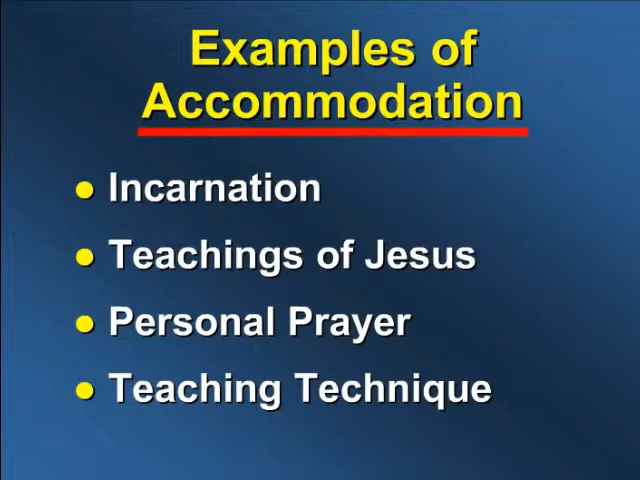 Examples of
Accommodation
● Incarnation
● Teachings of Jesus
● Personal Prayer
● Teaching Technique